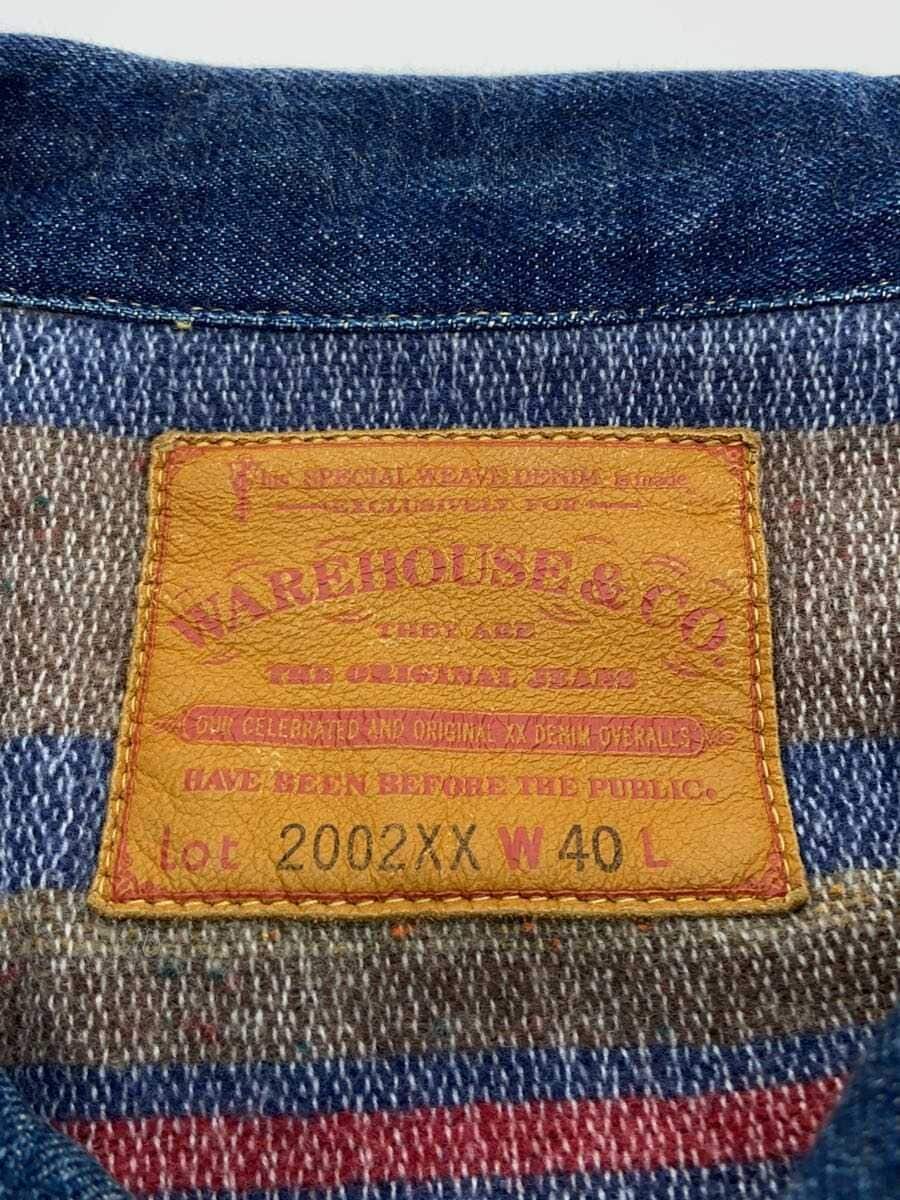 This SPECIAL WEAVE DENIM is made
EXCLUSIVELY FOR
WAREHOUSE & CO.
THEY ARE
THE ORIGINAL JEANS
OUR CELEBRATED AND ORIGINAL XX DENIM OVERALLS
HAVE BEEN BEFORE THE PUBLIC.
lot 2002XX W 40 L